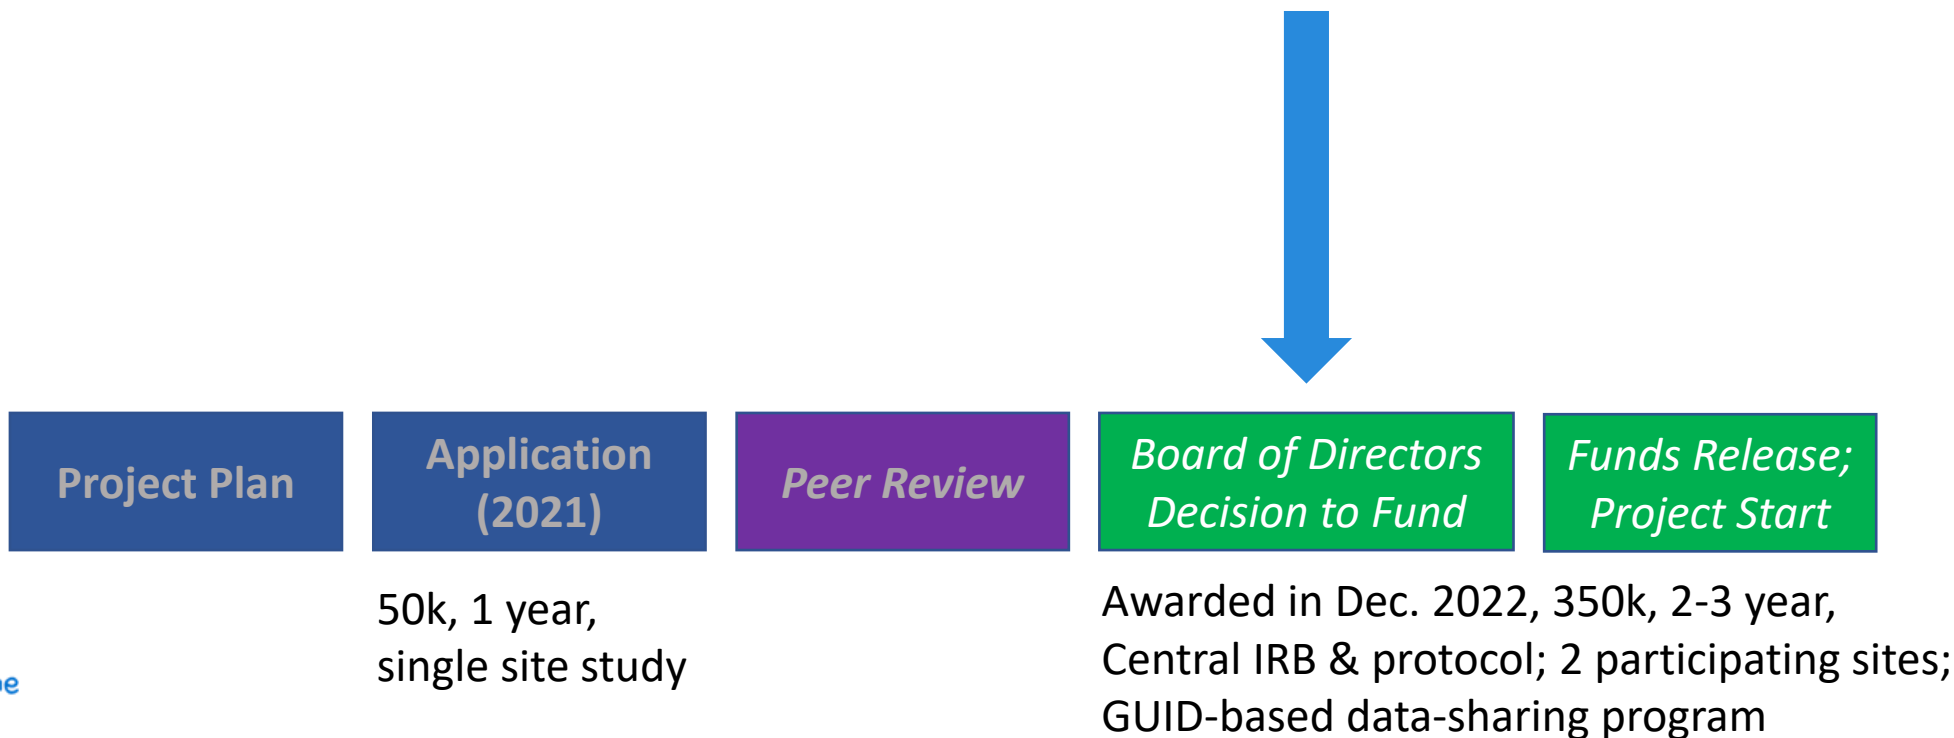 Project Plan
Application
(2021)
Peer Review
Board of Directors
Decision to Fund
Funds Release;
Project Start
50k, 1 year,
single site study
Awarded in Dec. 2022, 350k, 2-3 year,
Central IRB & protocol; 2 participating sites;
GUID-based data-sharing program